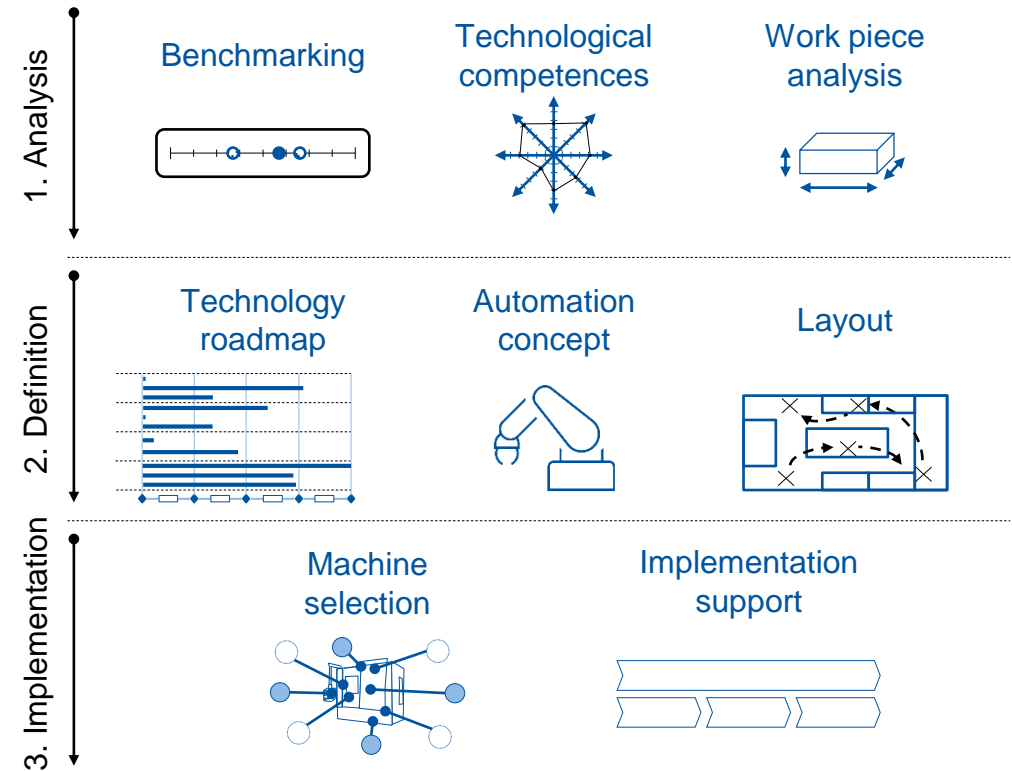 1. Analysis
Benchmarking
Technological
competences
Work piece
analysis
2. Definition
Technology
roadmap
Automation
concept
Layout
3. Implementation
Machine
selection
Implementation
support